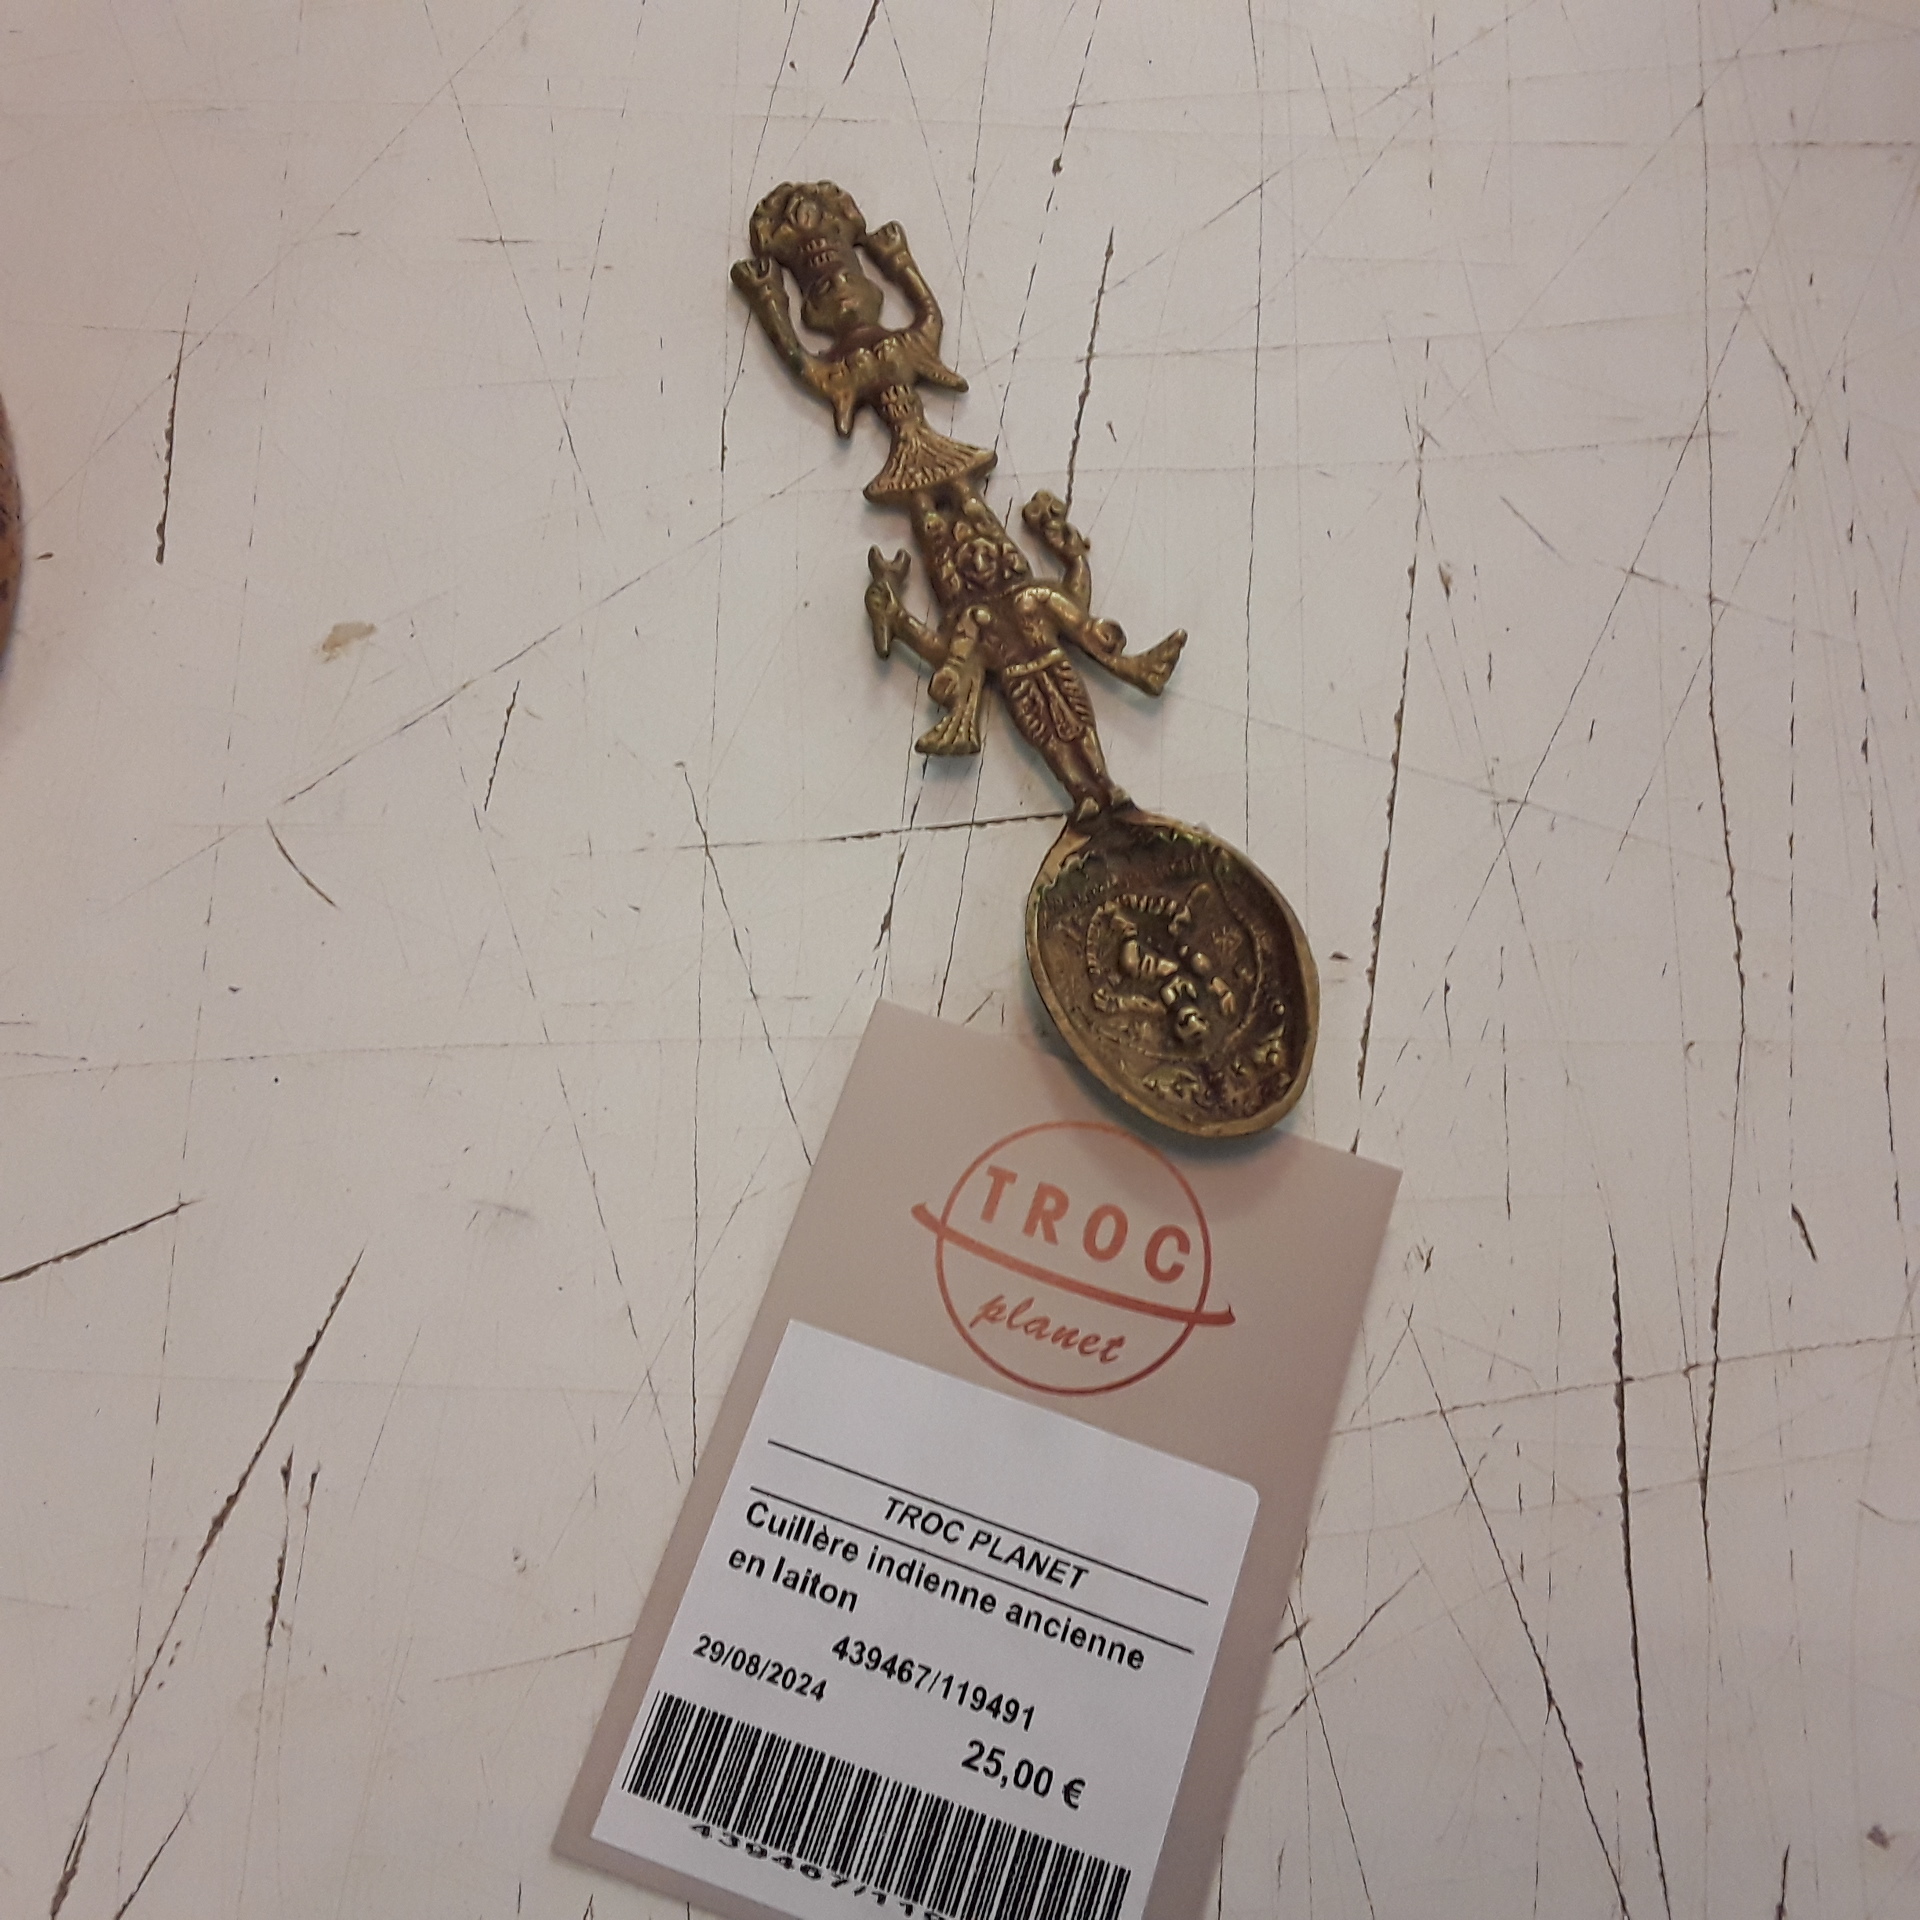 TROC
planet
TROC PLANET
Cuillère indienne ancienne
en laiton
439467/119491
29/08/2024
25,00 €